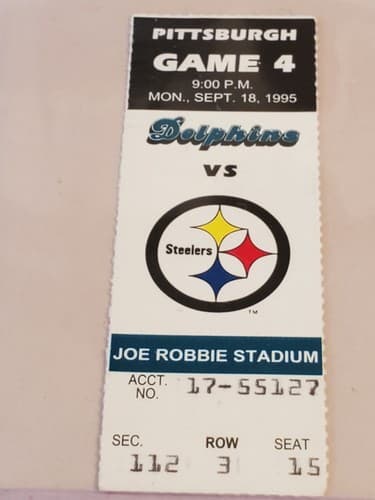 PITTSBURGH
GAME 4
9:00 P.M.
MON., SEPT. 18, 1995
Dolphins
VS
Steelers
TM
JOE ROBBIE STADIUM
ACCT. NO. 17-55127
SEC. ROW SEAT
112 3 15